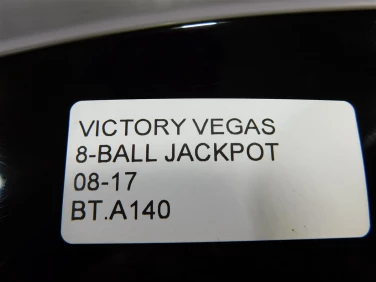 VICTORY VEGAS
8-BALL JACKPOT
08-17
BT.A140